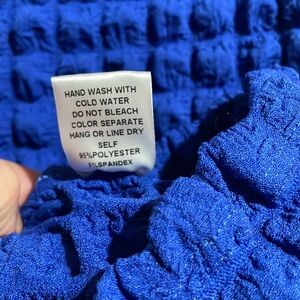 HAND WASH WITH
COLD WATER
DO NOT BLEACH
COLOR SEPARATE
HANG OR LINE DRY
SELF
95%POLYESTER
5%SPANDEX